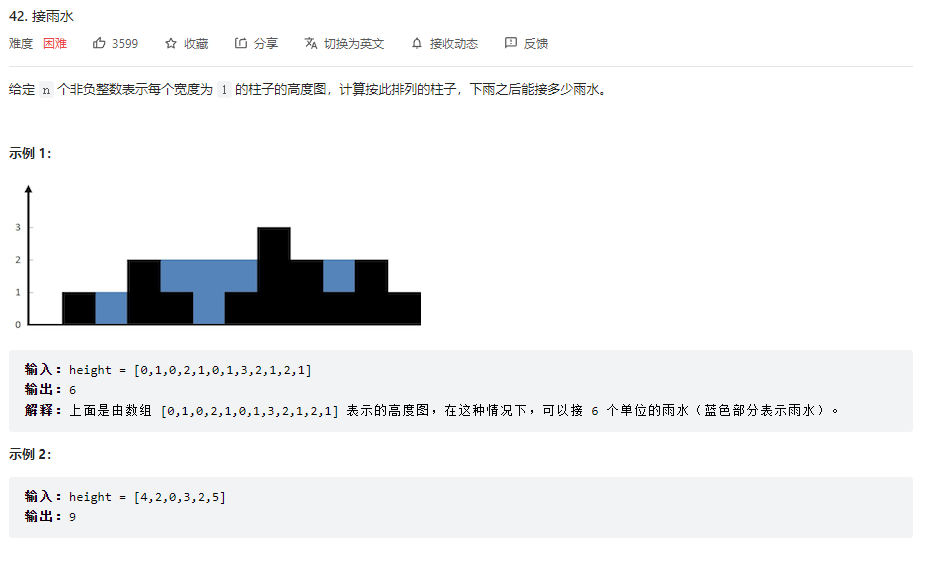 42. 接雨水
难度 困难 3599 收藏 分享 切换为英文 接收动态 反馈
给定 n 个非负整数表示每个宽度为 1 的柱子的高度图，计算按此排列的柱子，下雨之后能接多少雨水。
示例 1：
3
2
1
0
输入：height = [0,1,0,2,1,0,1,3,2,1,2,1]
输出：6
解释：上面是由数组 [0,1,0,2,1,0,1,3,2,1,2,1] 表示的高度图，在这种情况下，可以接 6 个单位的雨水（蓝色部分表示雨水）。
示例 2：
输入：height = [4,2,0,3,2,5]
输出：9